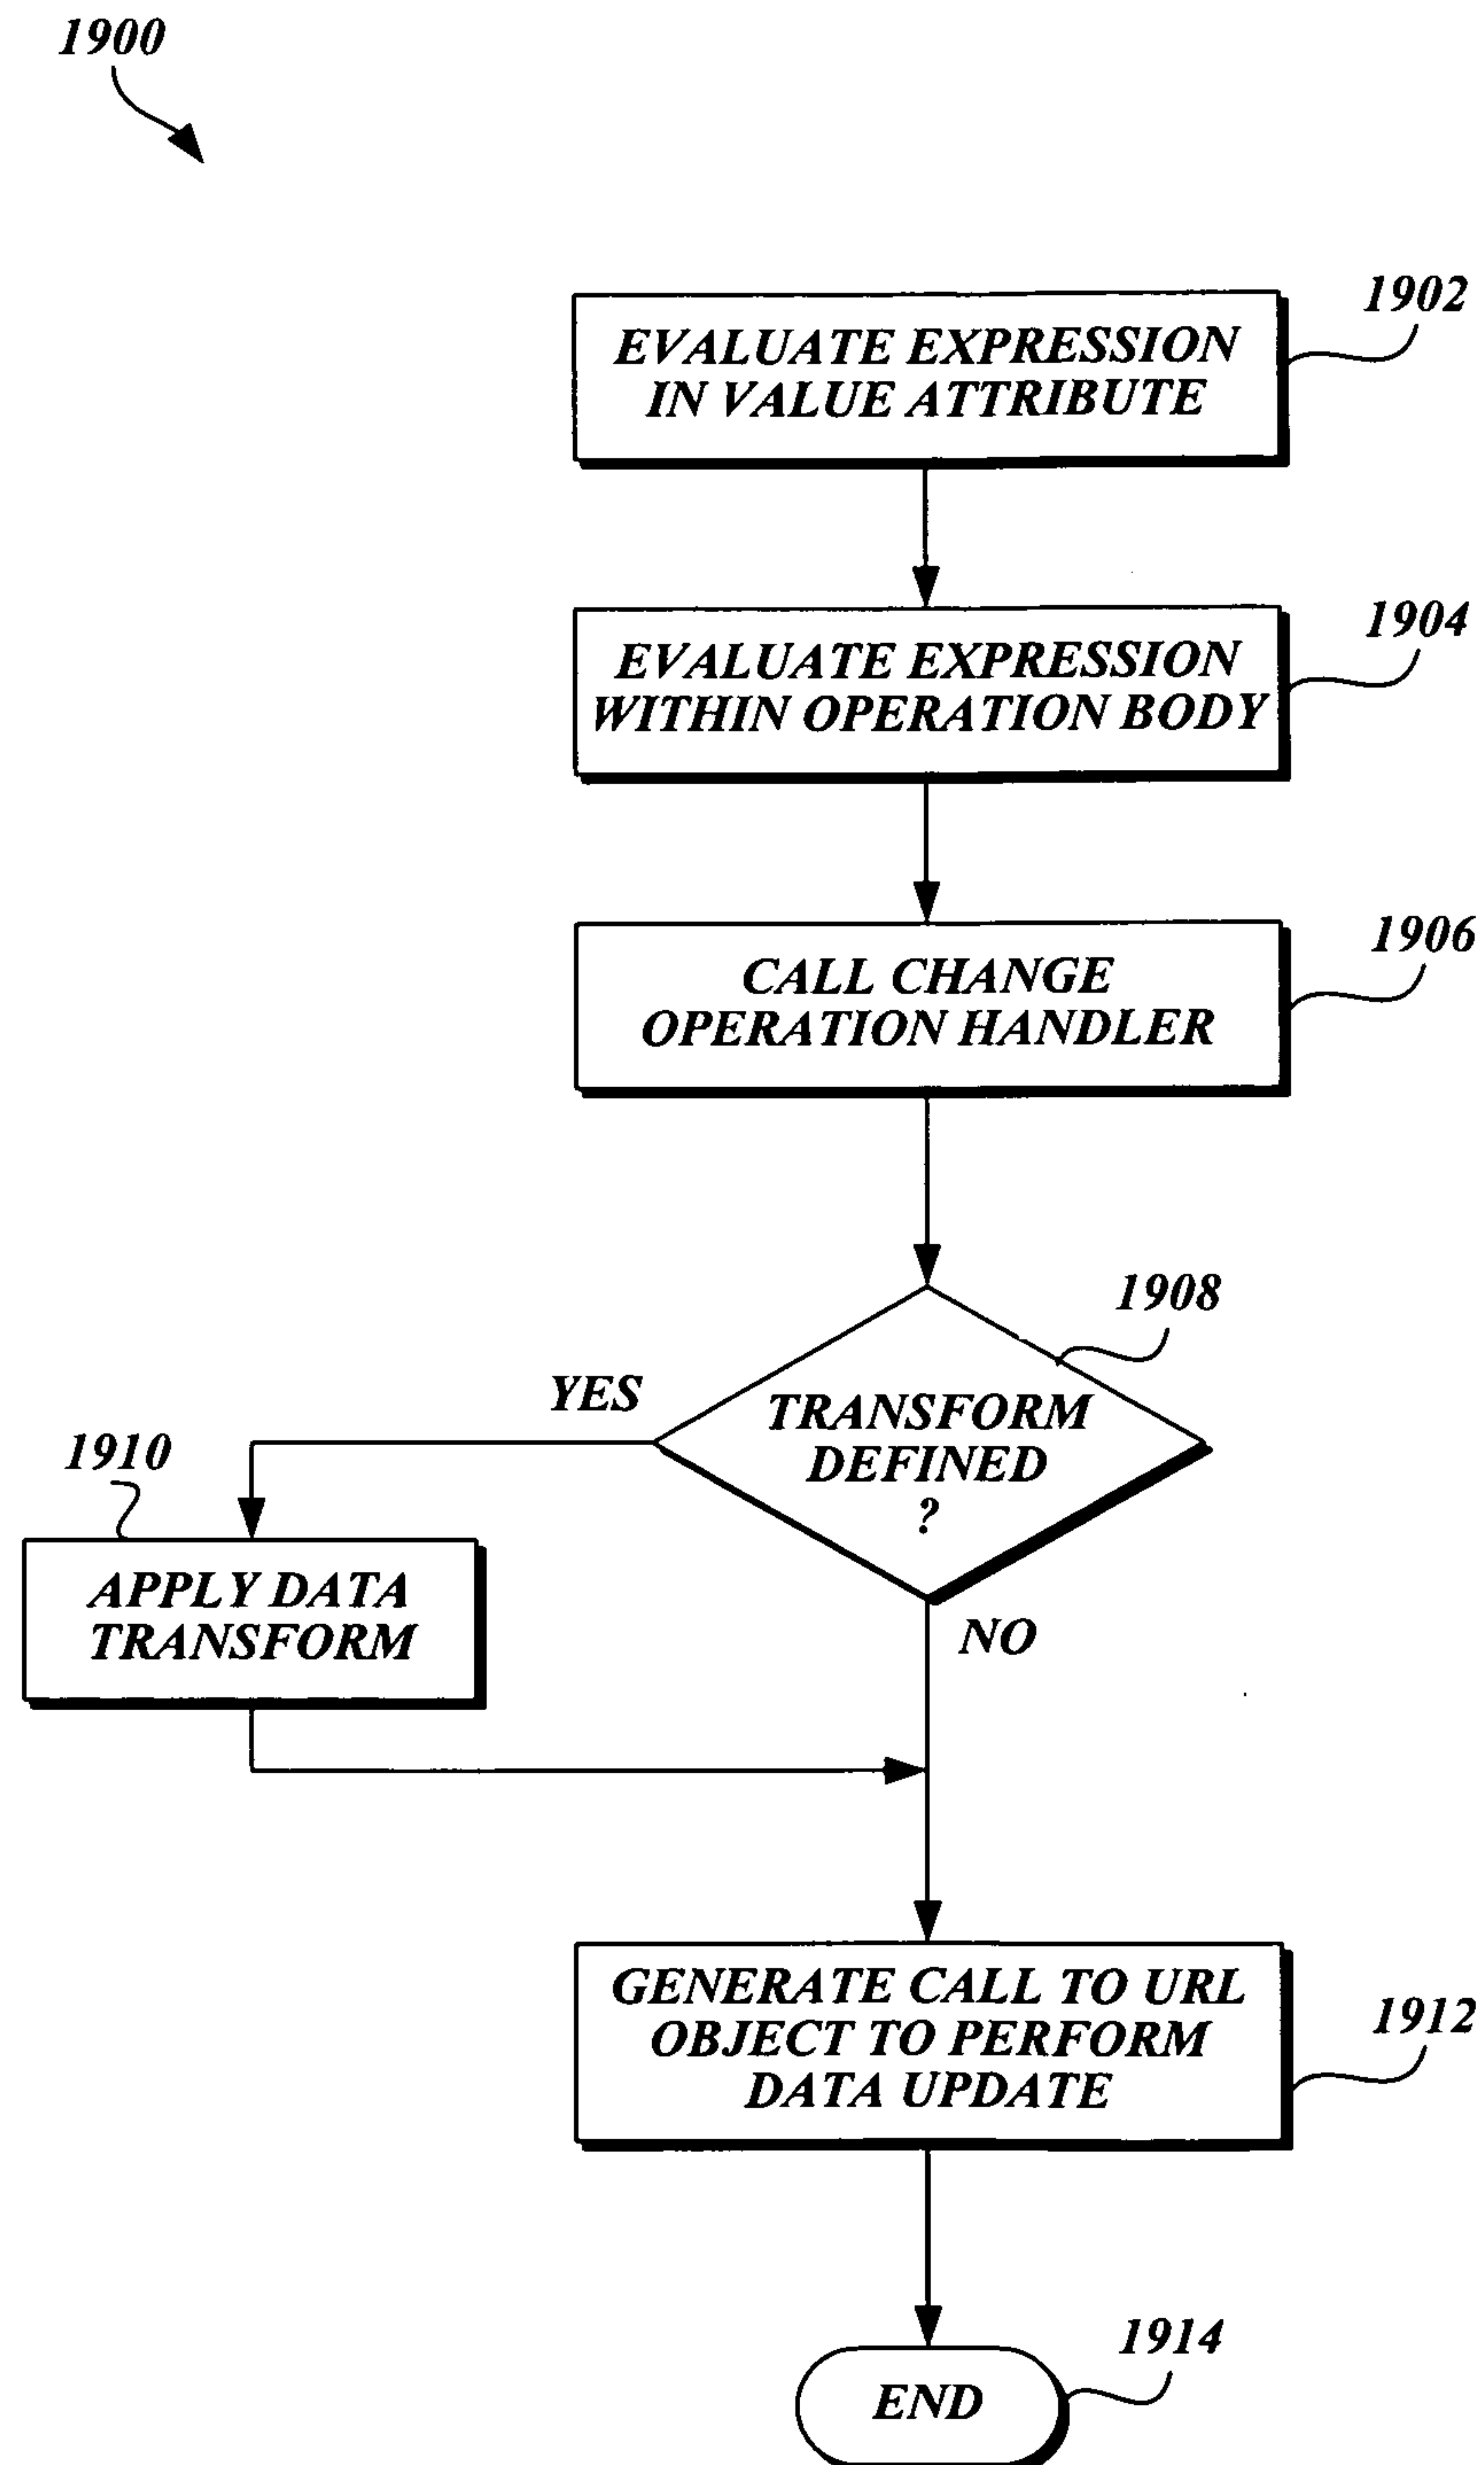 1900
1902
EVALUATE EXPRESSION
IN VALUE ATTRIBUTE
1904
EVALUATE EXPRESSION
WITHIN OPERATION BODY
1906
CALL CHANGE
OPERATION HANDLER
1908
YES
TRANSFORM
DEFINED
?
1910
APPLY DATA
TRANSFORM
NO
GENERATE CALL TO URL
OBJECT TO PERFORM
DATA UPDATE
1912
1914
END